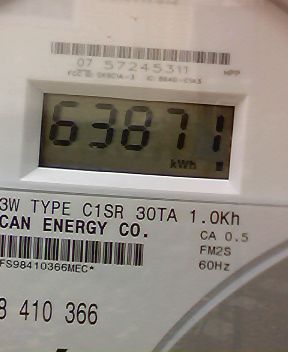 07 57245311 MPP
63871
kWh
3W TYPE C1SR 30TA 1.0Kh
CAN ENERGY CO.
CA 0.5
FM2S
FS98410366MEC*
60Hz
8 410 366